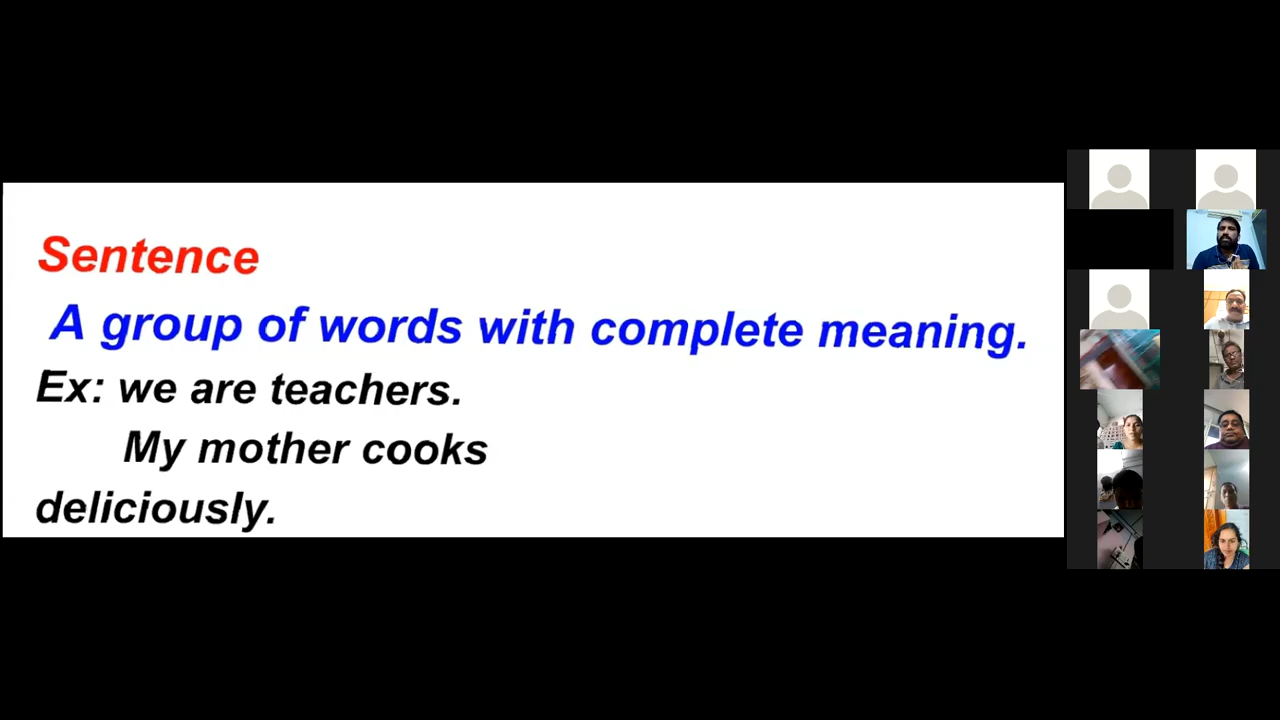 Sentence
A group of words with complete meaning.
Ex: we are teachers.
My mother cooks
deliciously.